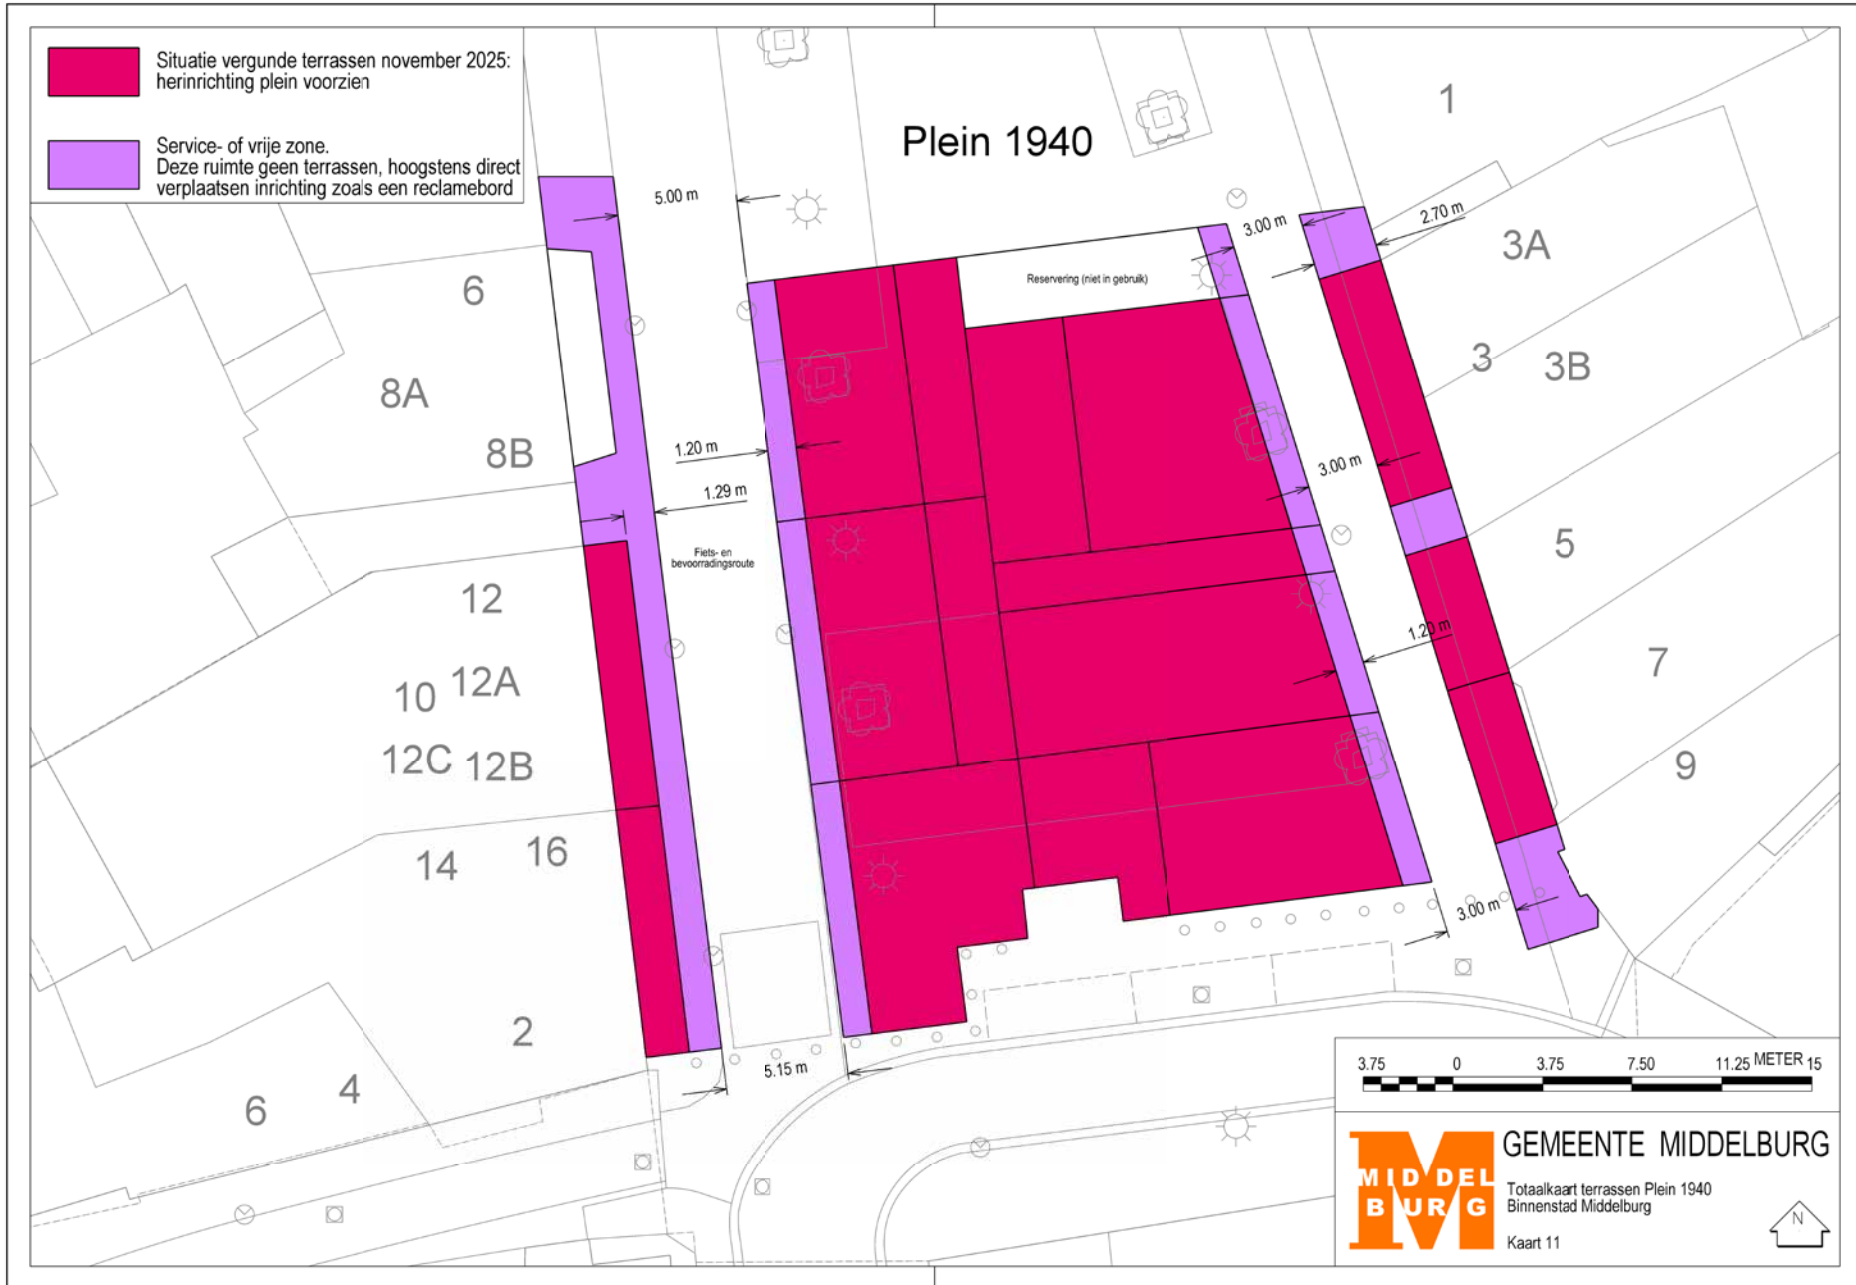 Situatie vergunde terrassen november 2025:
herinrichting plein voorzien
Service- of vrije zone.
Deze ruimte geen terrassen, hoogstens direct
verplaatsen inrichting zoals een reclamebord
Plein 1940
1
5.00 m
3.00 m
2.70 m
3A
6
Reservering (niet in gebruik)
8A
3
3B
8B
1.20 m
3.00 m
1.29 m
Fiets- en
bevoorradingsroute
5
12
1.20 m
7
10
12A
12C
12B
9
14
16
3.00 m
2
5.15 m
4
6
3.75 0 3.75 7.50 11.25 METER 15
MID DEL
BURG
GEMEENTE MIDDELBURG
Totaalkaart terrassen Plein 1940
Binnenstad Middelburg
Kaart 11
N